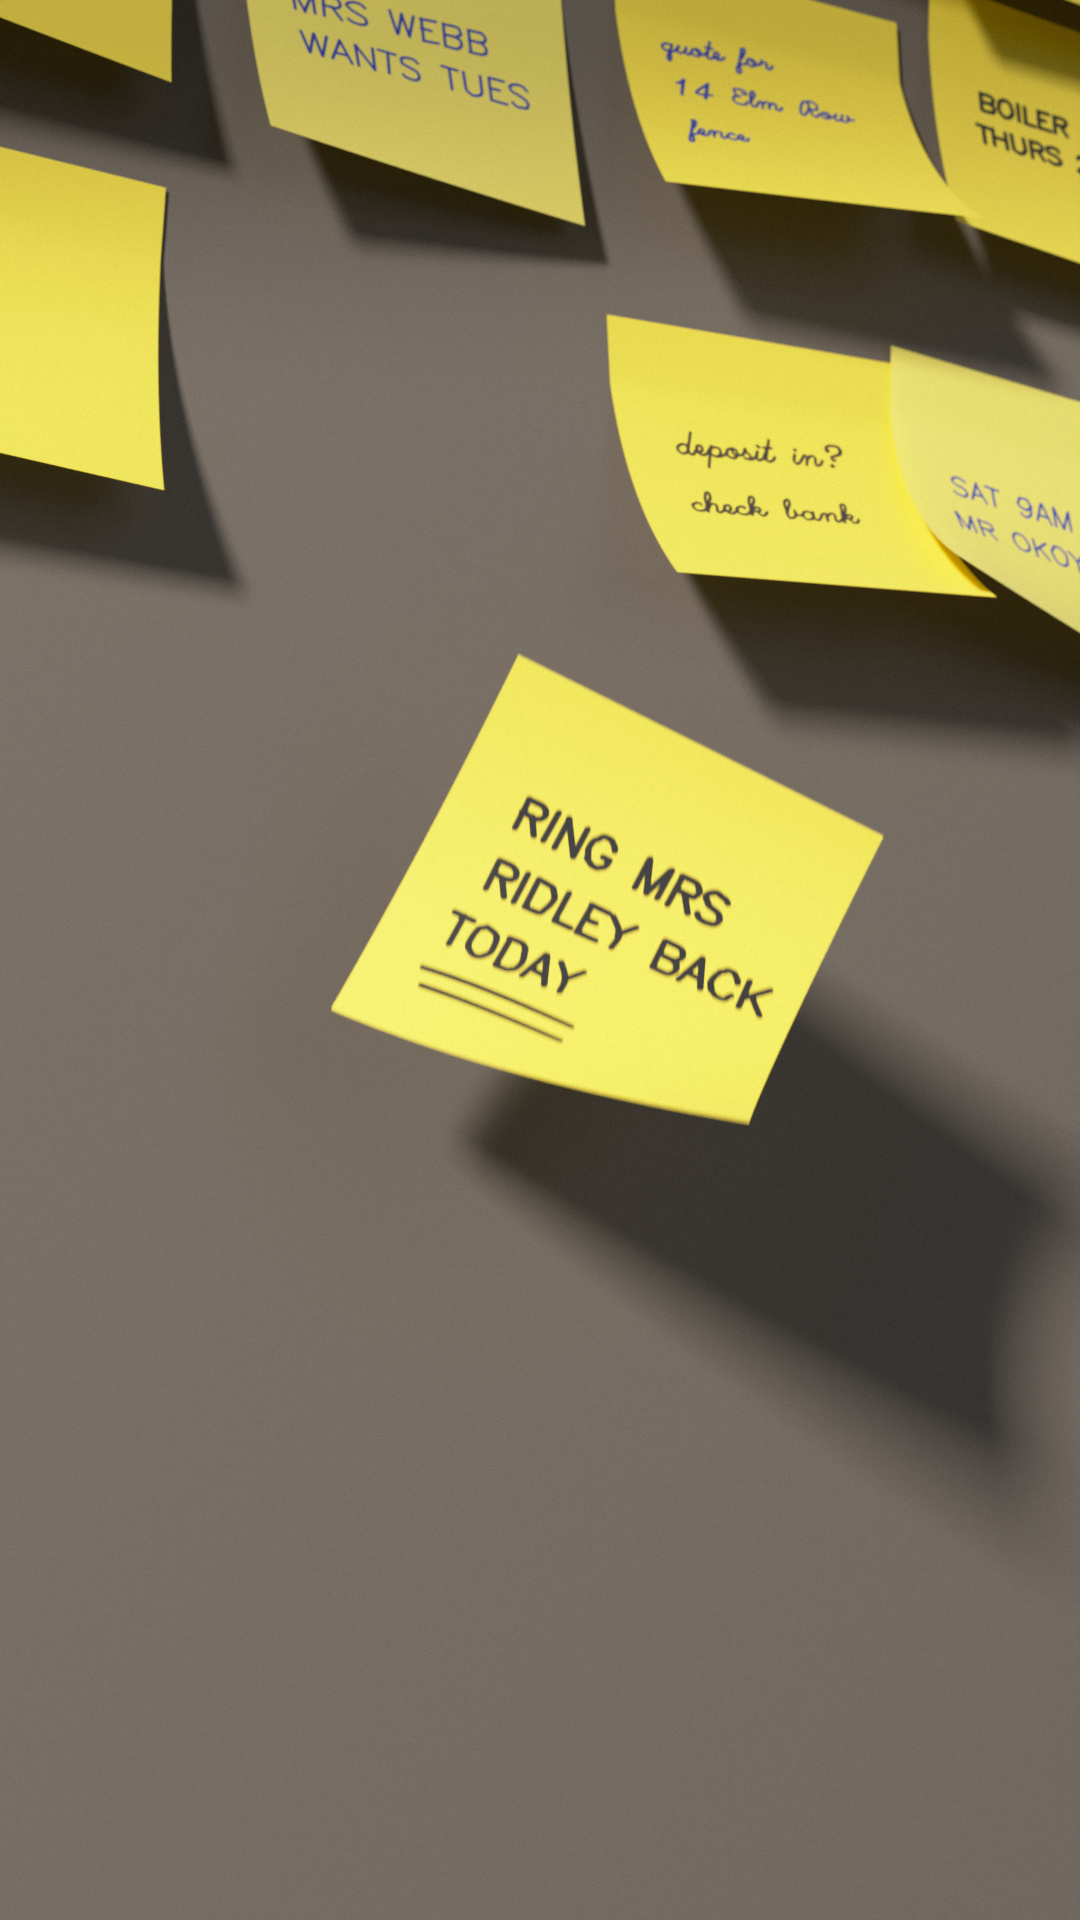 MRS WEBB
WANTS TUES
quote for
14 Elm Row
fence
BOILER
THURS
deposit in?
check bank
SAT 9AM
MR
RING MRS
RIDLEY BACK
TODAY